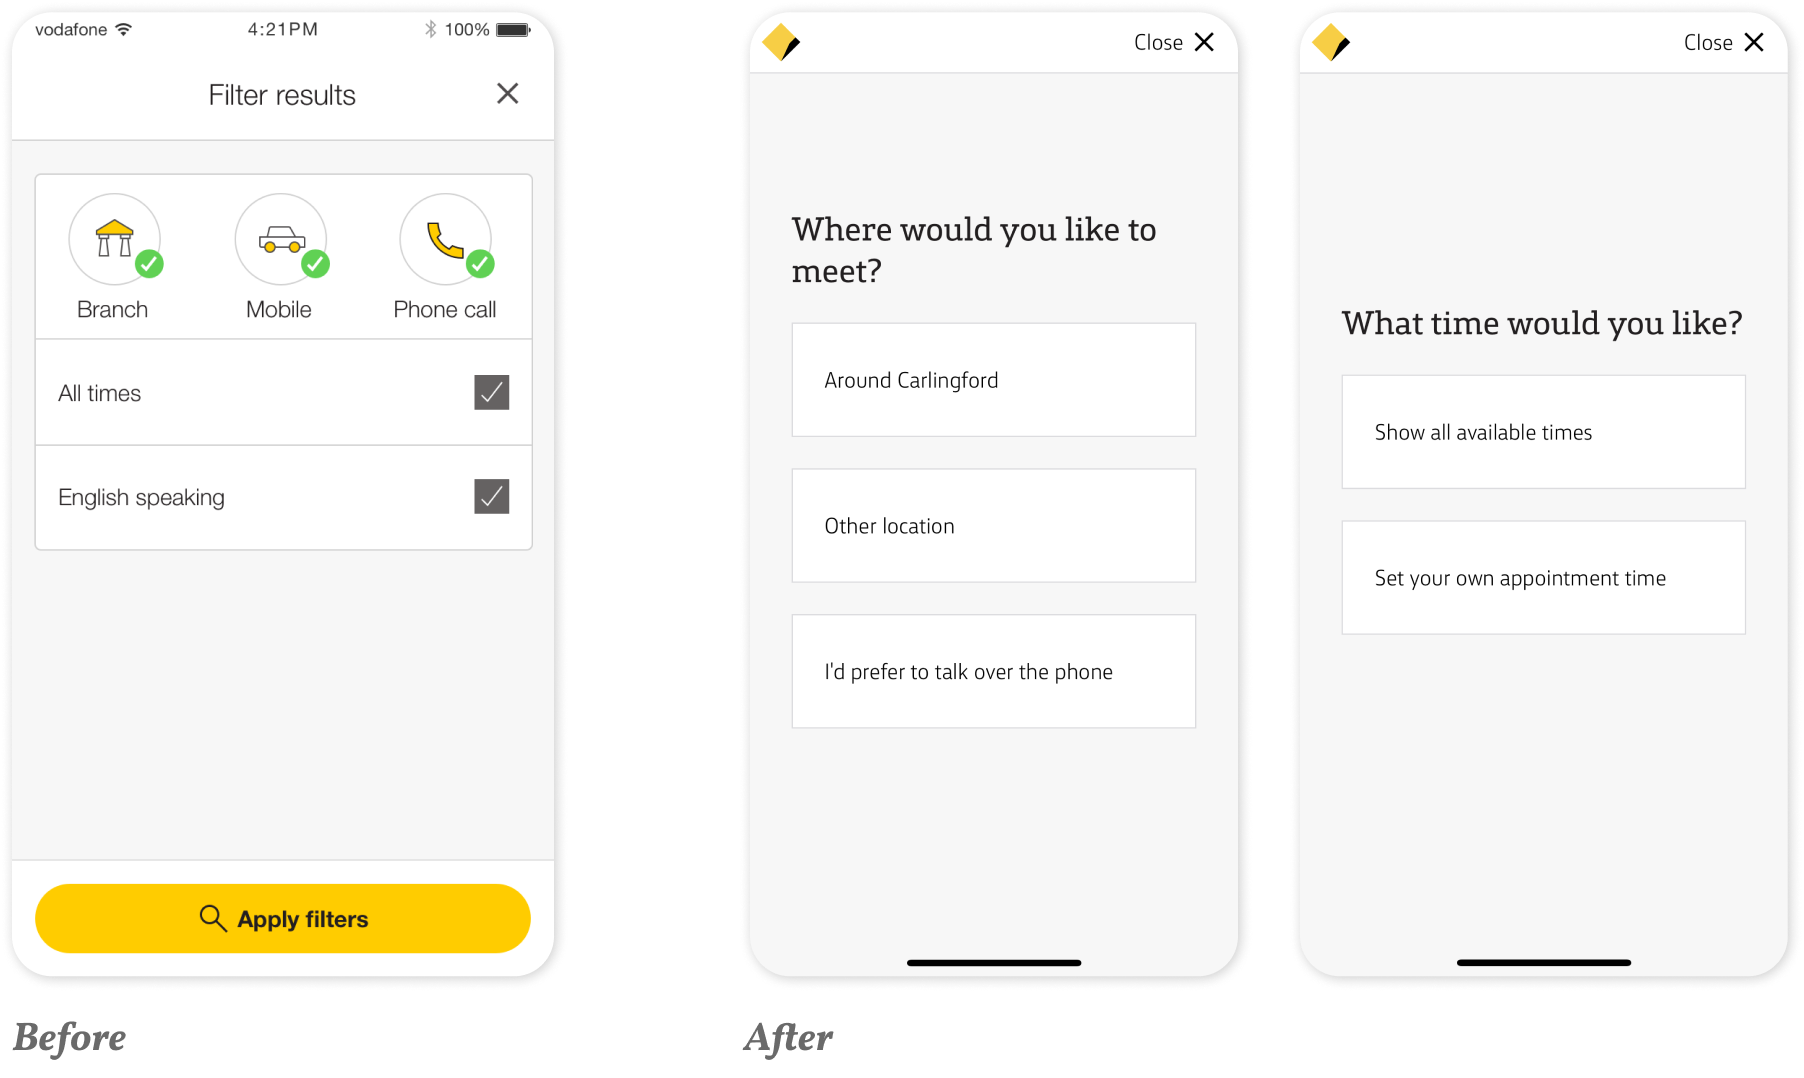 vodafone 4:21PM 100%
Filter results
Branch Mobile Phone call
All times
English speaking
Apply filters
Before
Close
Where would you like to
meet?
Around Carlingford
Other location
I'd prefer to talk over the phone
Close
What time would you like?
Show all available times
Set your own appointment time
After